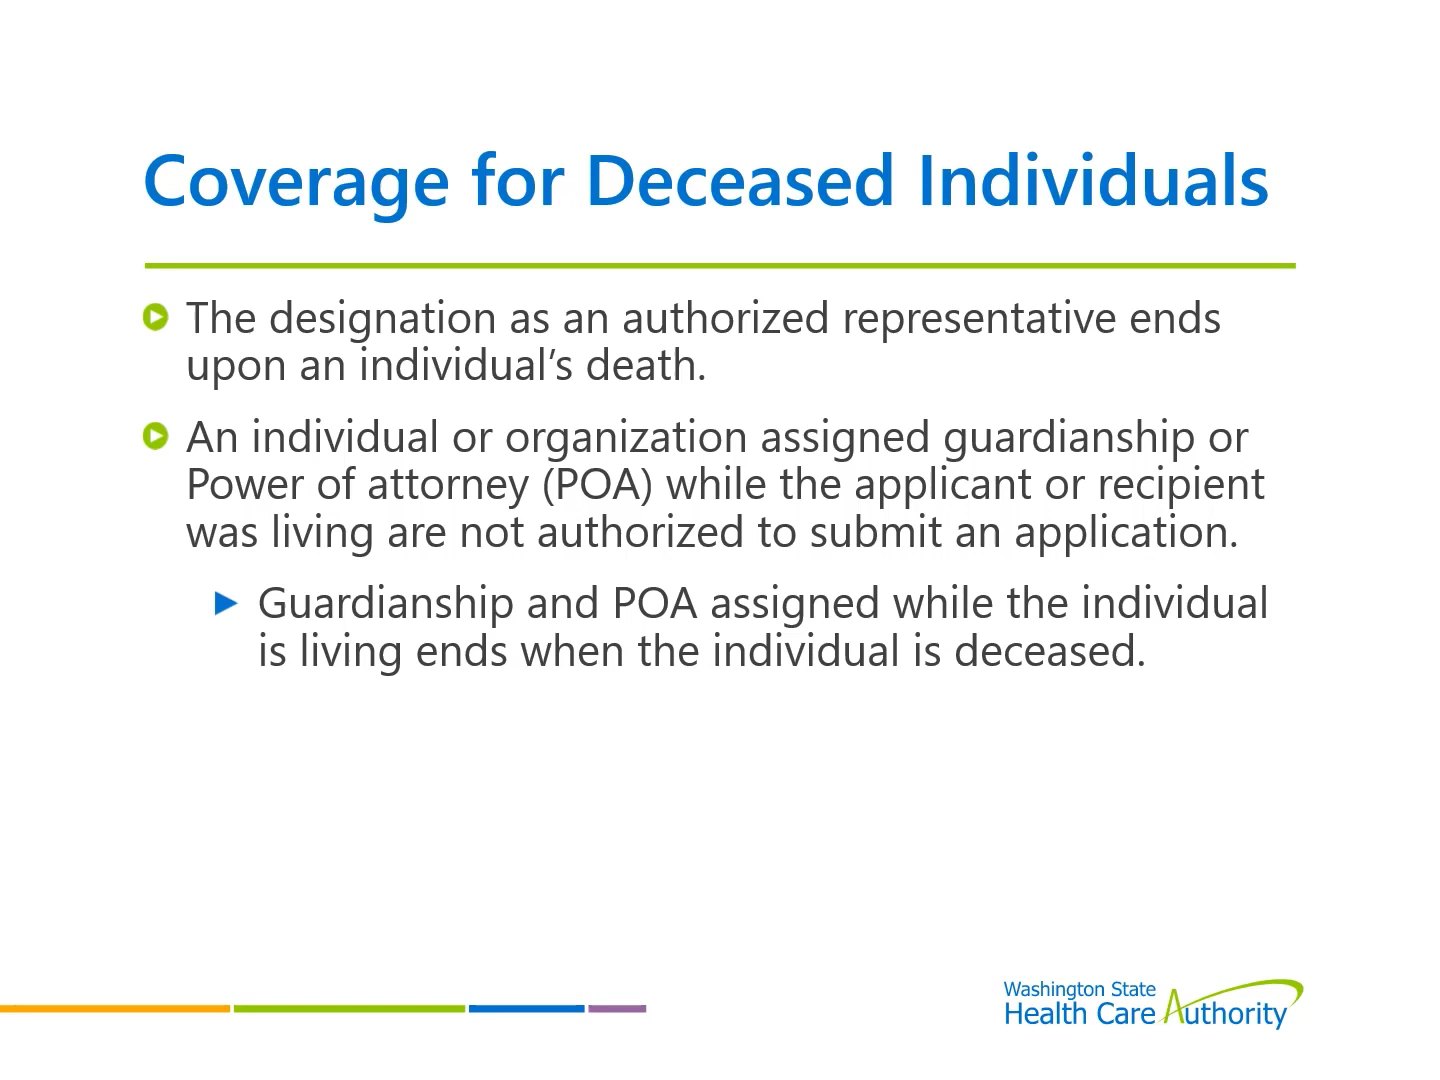 Coverage for Deceased Individuals
The designation as an authorized representative ends
upon an individual’s death.
An individual or organization assigned guardianship or
Power of attorney (POA) while the applicant or recipient
was living are not authorized to submit an application.
Guardianship and POA assigned while the individual
is living ends when the individual is deceased.
Washington State
Health Care Authority